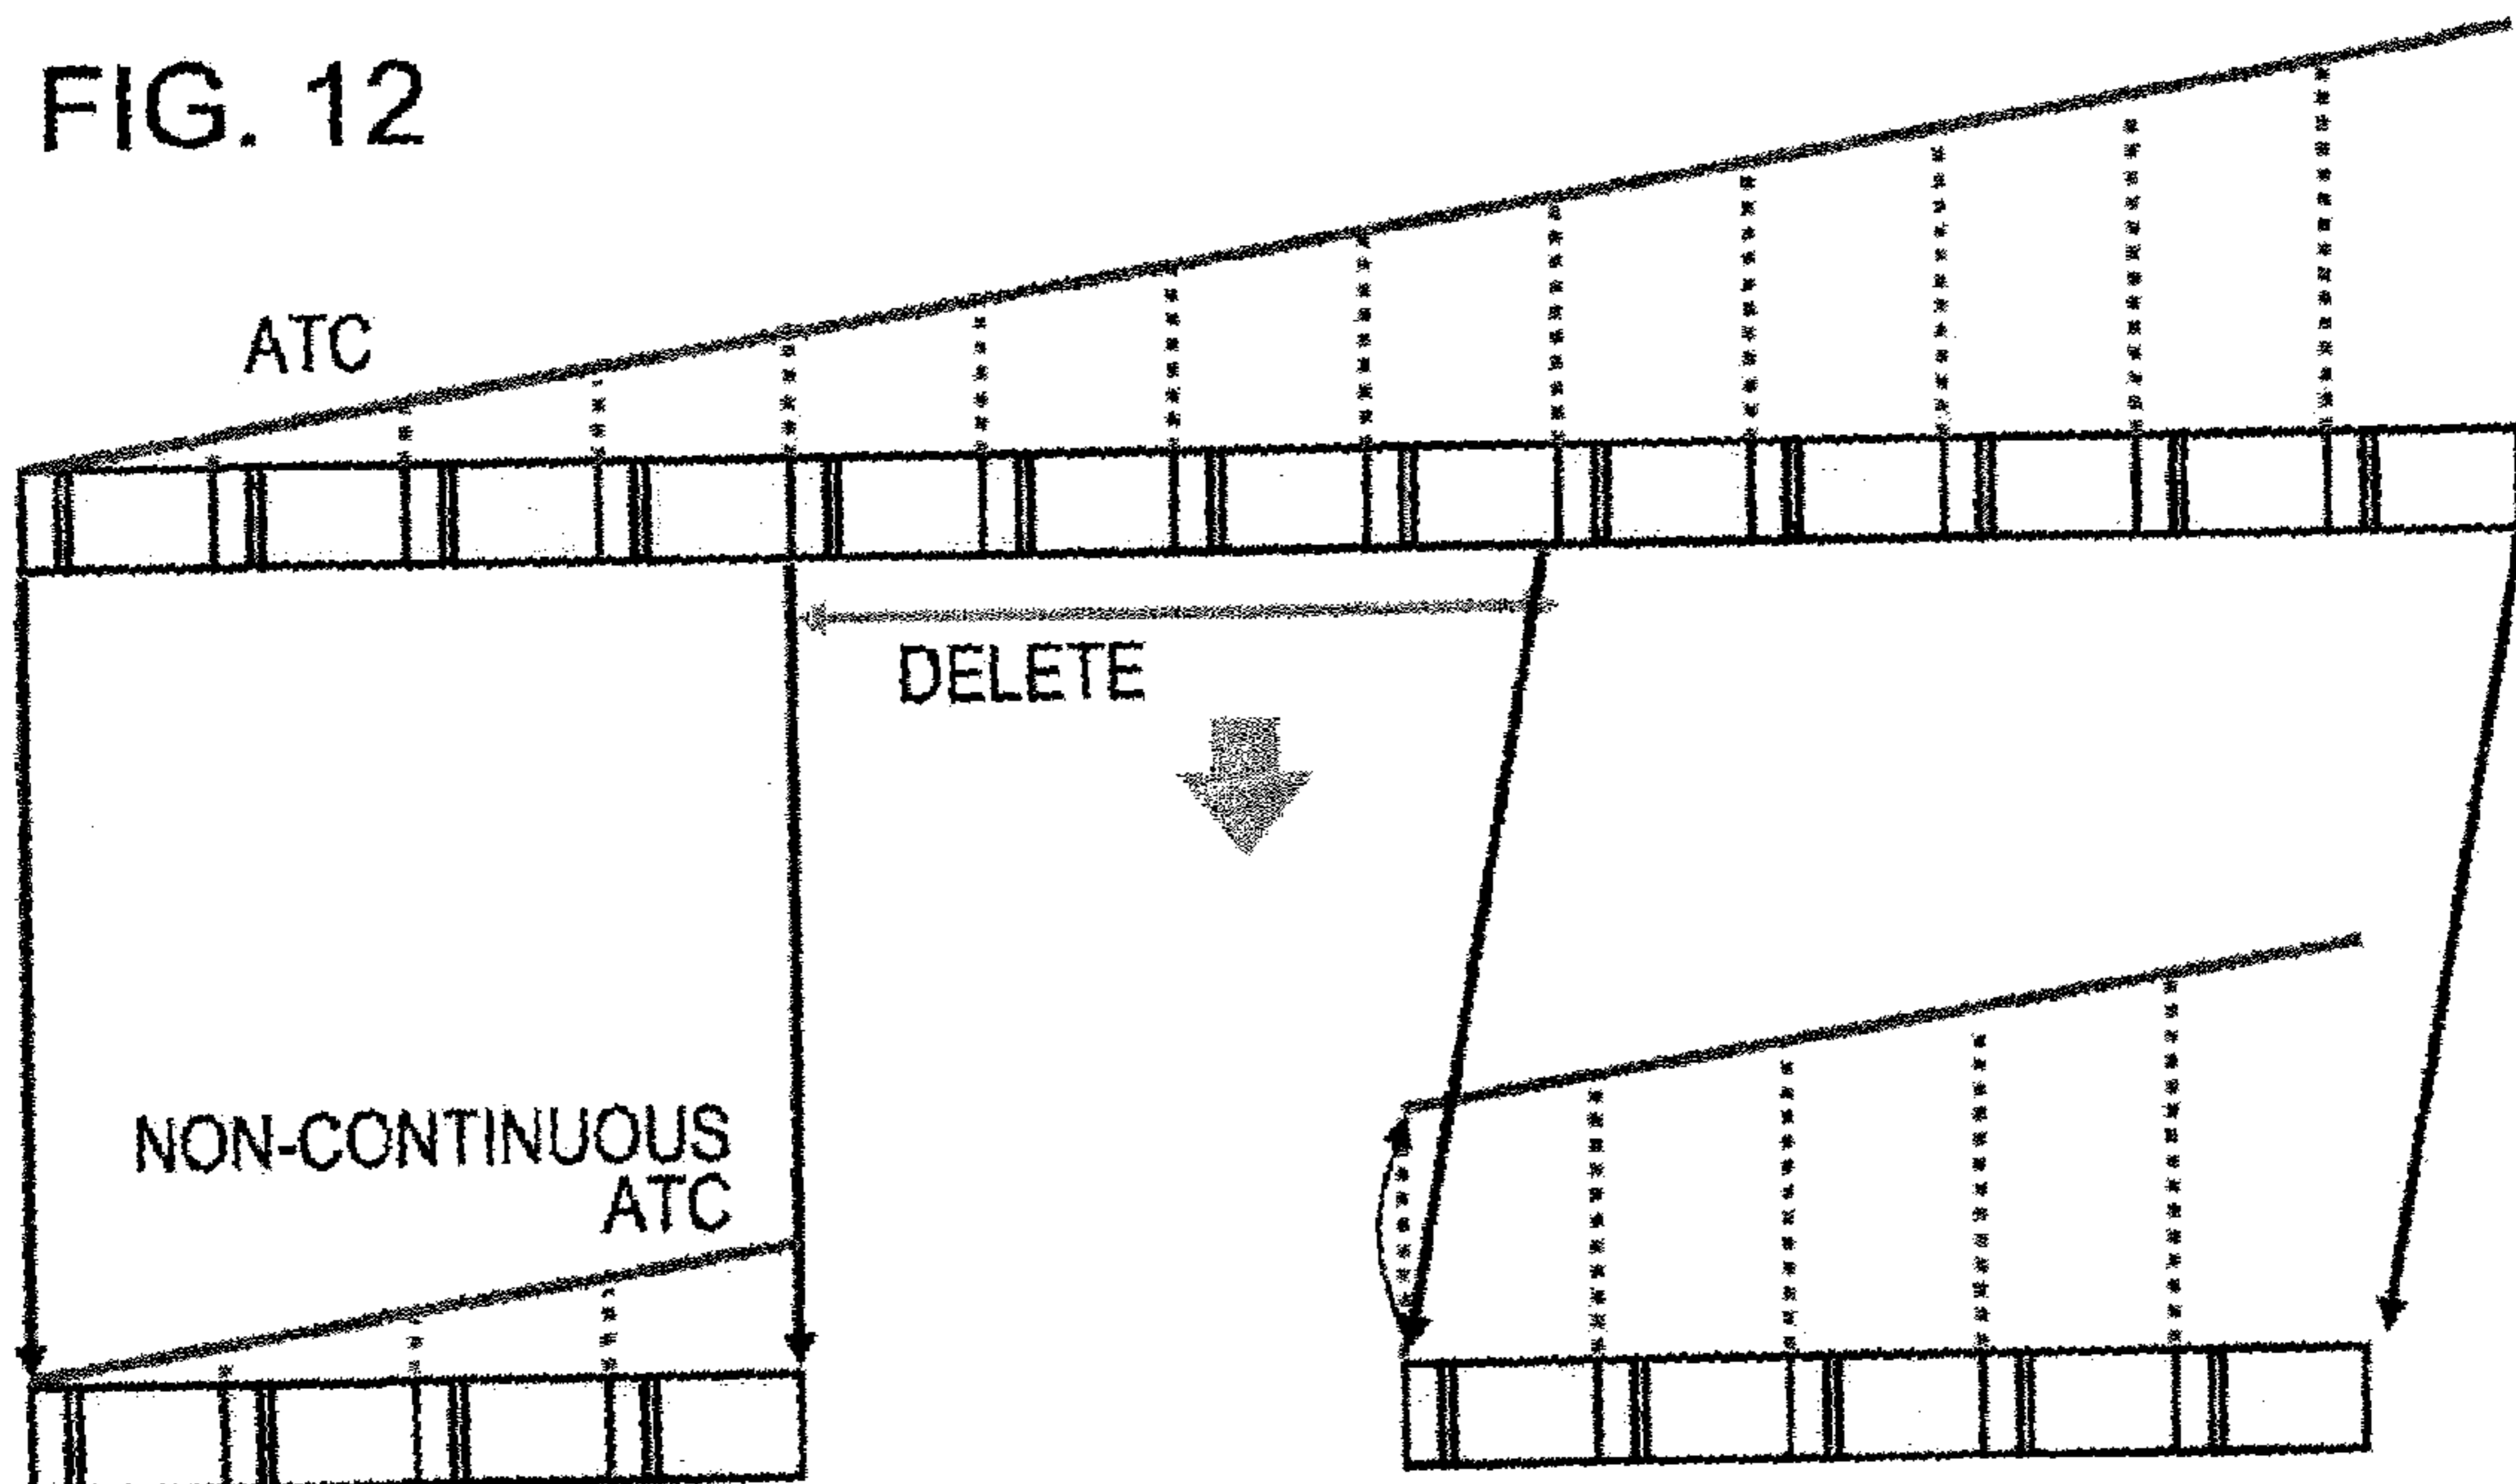 FIG. 12
ATC
DELETE
NON-CONTINUOUS
ATC